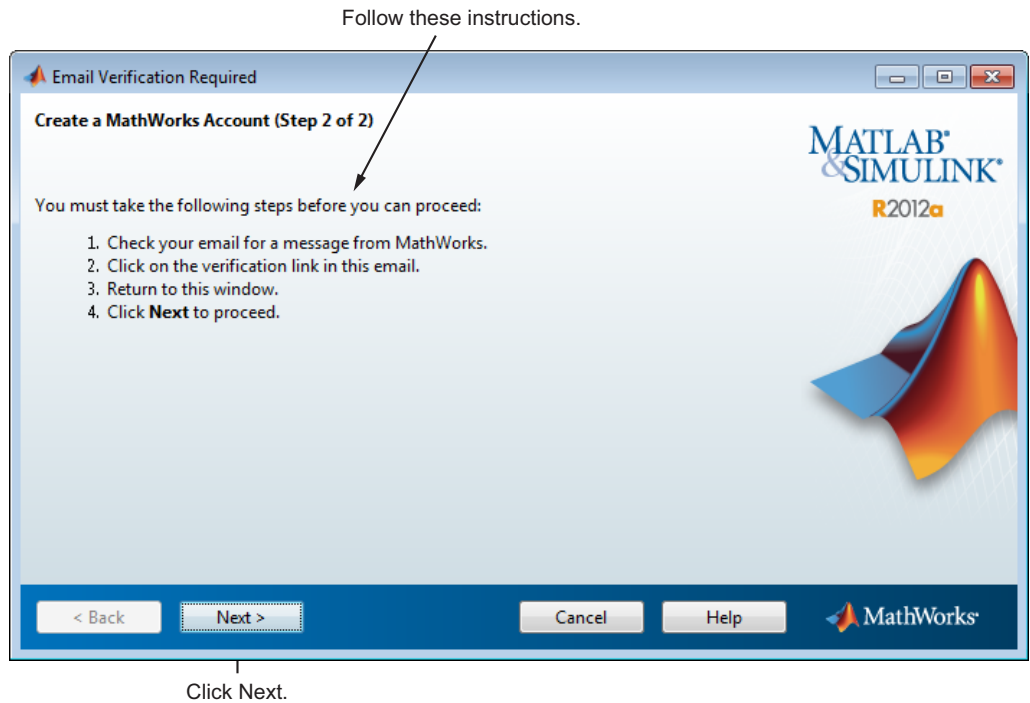 Follow these instructions.
Email Verification Required
Create a MathWorks Account (Step 2 of 2)
MATLAB®
&SIMULINK®
R2012a
You must take the following steps before you can proceed:
1. Check your email for a message from MathWorks.
2. Click on the verification link in this email.
3. Return to this window.
4. Click Next to proceed.
< Back
Next >
Cancel
Help
MathWorks®
Click Next.